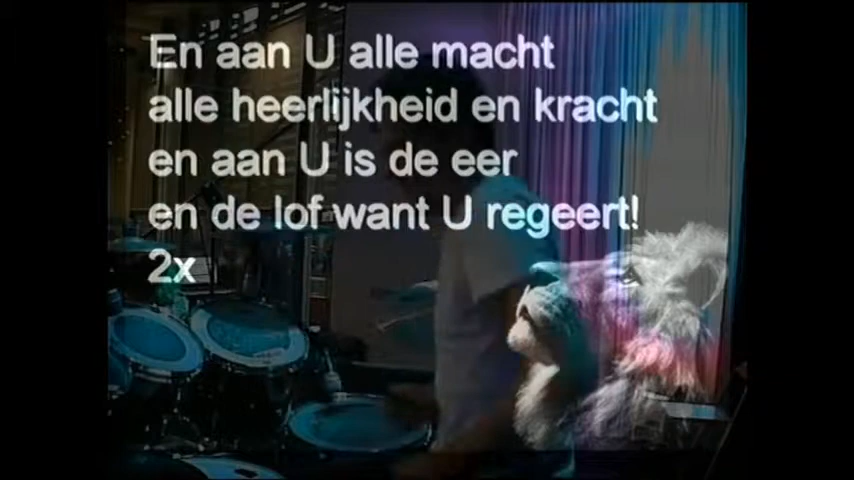 En aan U alle macht
alle heerlijkheid en kracht
en aan U is de eer
en de lof want U regeert!
2x